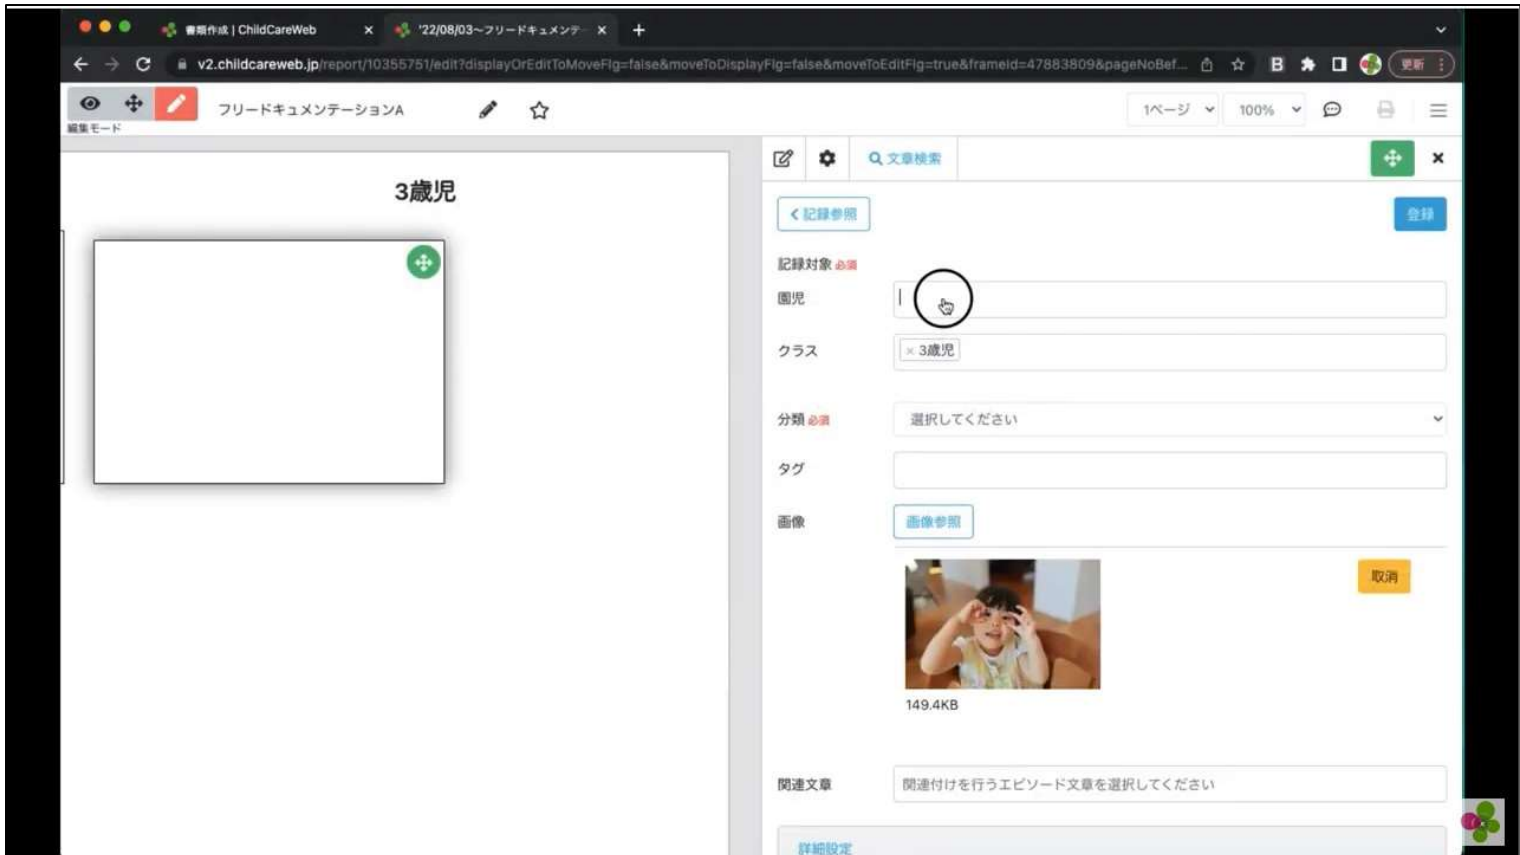 書類作成 | ChildCareWeb × '22/08/03〜フリードキュメンテ × +
v2.childcareweb.jp/report/10355751/edit?displayOrEditToMoveFlg=false&moveToDisplayFlg=false&moveToEditFlg=true&frameId=47883809&pageNoBef... B 更新
フリードキュメンテーションA 1ページ 100%
編集モード
文章検索 ×
3歳児
記録参照 登録
記録対象 必須
園児
クラス × 3歳児
分類 必須 選択してください
タグ
画像 画像参照
取消
149.4KB
関連文章 関連付けを行うエピソード文章を選択してください
詳細設定